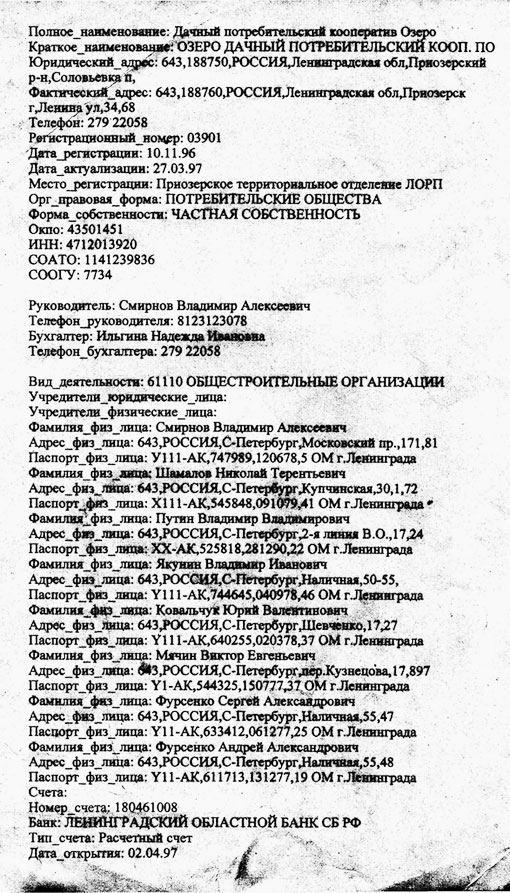 Полное_наименование: Дачный потребительский кооператив Озеро
Краткое_наименование: ОЗЕРО ДАЧНЫЙ ПОТРЕБИТЕЛЬСКИЙ КООП. ПО
Юридический_адрес: 643,188750,РОССИЯ,Ленинградская обл,Приозерский
р-н,Соловьевка п,
Фактический_адрес: 643,188760,РОССИЯ,Ленинградская обл,Приозерск
г,Ленина ул,34,68
Телефон: 279 22058
Регистрационный_номер: 03901
Дата_регистрации: 10.11.96
Дата_актуализации: 27.03.97
Место_регистрации: Приозерское территориальное отделение ЛОРП
Орг_правовая_форма: ПОТРЕБИТЕЛЬСКИЕ ОБЩЕСТВА
Форма_собственности: ЧАСТНАЯ СОБСТВЕННОСТЬ
Окпо: 43501451
ИНН: 4712013920
СОАТО: 1141239836
СООГУ: 7734
Руководитель: Смирнов Владимир Алексеевич
Телефон_руководителя: 8123123078
Бухгалтер: Ильгина Надежда Ивановна
Телефон_бухгалтера: 279 22058
Вид_деятельности: 61110 ОБЩЕСТРОИТЕЛЬНЫЕ ОРГАНИЗАЦИИ
Учредители_юридические_лица:
Учредители_физические_лица:
Фамилия_физ_лица: Смирнов Владимир Алексеевич
Адрес_физ_лица: 643,РОССИЯ,С-Петербург,Московский пр.,171,81
Паспорт_физ_лица: У111-АК,747989,120678,5 ОМ г.Ленинграда
Фамилия_физ_лица: Шамалов Николай Терентьевич
Адрес_физ_лица: 643,РОССИЯ,С-Петербург,Купчинская,30,1,72
Паспорт_физ_лица: Х111-АК,545848,091079,41 ОМ г.Ленинграда
Фамилия_физ_лица: Путин Владимир Владимирович
Адрес_физ_лица: 643,РОССИЯ,С-Петербург,2-я линия В.О.,17,24
Паспорт_физ_лица: ХХ-АК,525818,281290,22 ОМ г.Ленинграда
Фамилия_физ_лица: Якунин Владимир Иванович
Адрес_физ_лица: 643,РОССИЯ,С-Петербург,Наличная,50-55,
Паспорт_физ_лица: Y111-АК,744645,040978,46 ОМ г.Ленинграда
Фамилия_физ_лица: Ковальчук Юрий Валентинович
Адрес_физ_лица: 643,РОССИЯ,С-Петербург,Шевченко,17,27
Паспорт_физ_лица: Y111-АК,640255,020378,37 ОМ г.Ленинграда
Фамилия_физ_лица: Мячин Виктор Евгеньевич
Адрес_физ_лица: 643,РОССИЯ,С-Петербург,пер.Кузнецова,17,897
Паспорт_физ_лица: Y1-АК,544325,150777,37 ОМ г.Ленинграда
Фамилия_физ_лица: Фурсенко Сергей Александрович
Адрес_физ_лица: 643,РОССИЯ,С-Петербург,Наличная,55,47
Паспорт_физ_лица: Y11-АК,633412,061277,25 ОМ г.Ленинграда
Фамилия_физ_лица: Фурсенко Андрей Александрович
Адрес_физ_лица: 643,РОССИЯ,С-Петербург,Наличная,55,48
Паспорт_физ_лица: Y11-АК,611713,131277,19 ОМ г.Ленинграда
Счета:
Номер_счета: 180461008
Банк: ЛЕНИНГРАДСКИЙ ОБЛАСТНОЙ БАНК СБ РФ
Тип_счета: Расчетный счет
Дата_открытия: 02.04.97